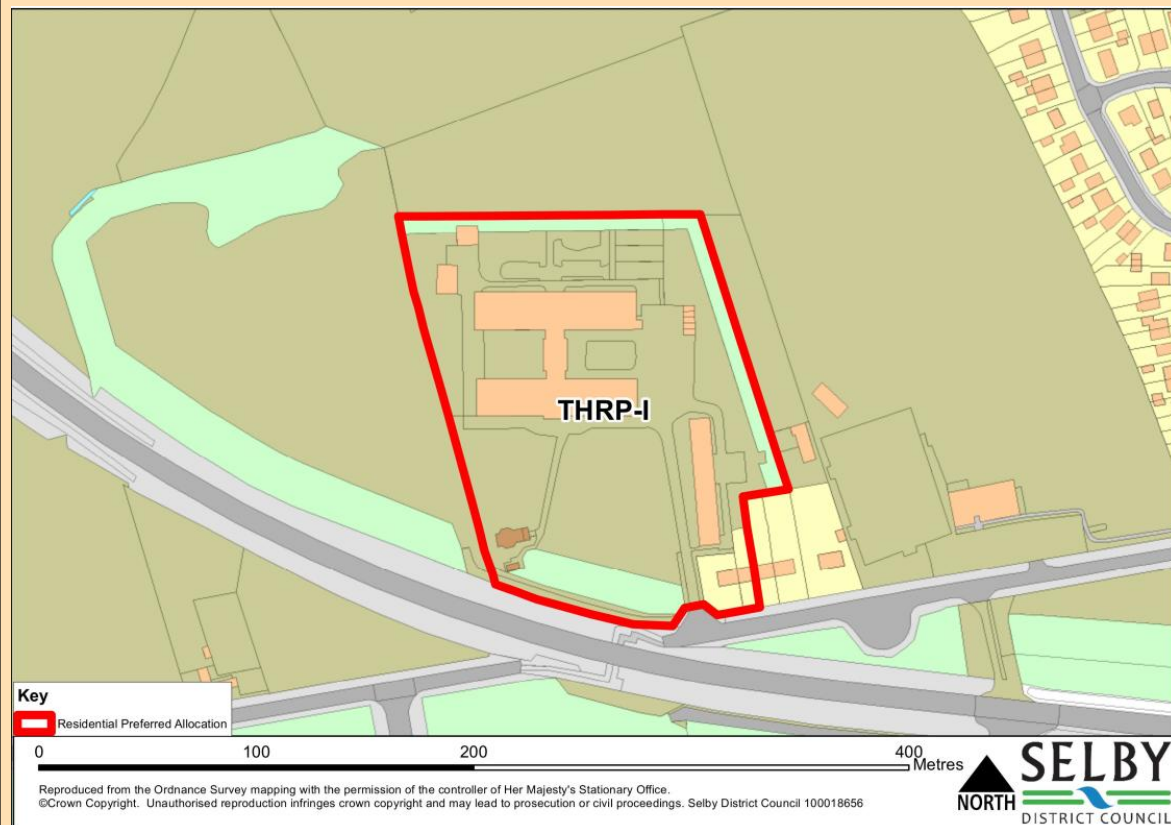 THRP-I
Key
Residential Preferred Allocation
0 100 200 400
Metres
Reproduced from the Ordnance Survey mapping with the permission of the controller of Her Majesty's Stationary Office.
©Crown Copyright. Unauthorised reproduction infringes crown copyright and may lead to prosecution or civil proceedings. Selby District Council 100018656
NORTH
SELBY
DISTRICT COUNCIL